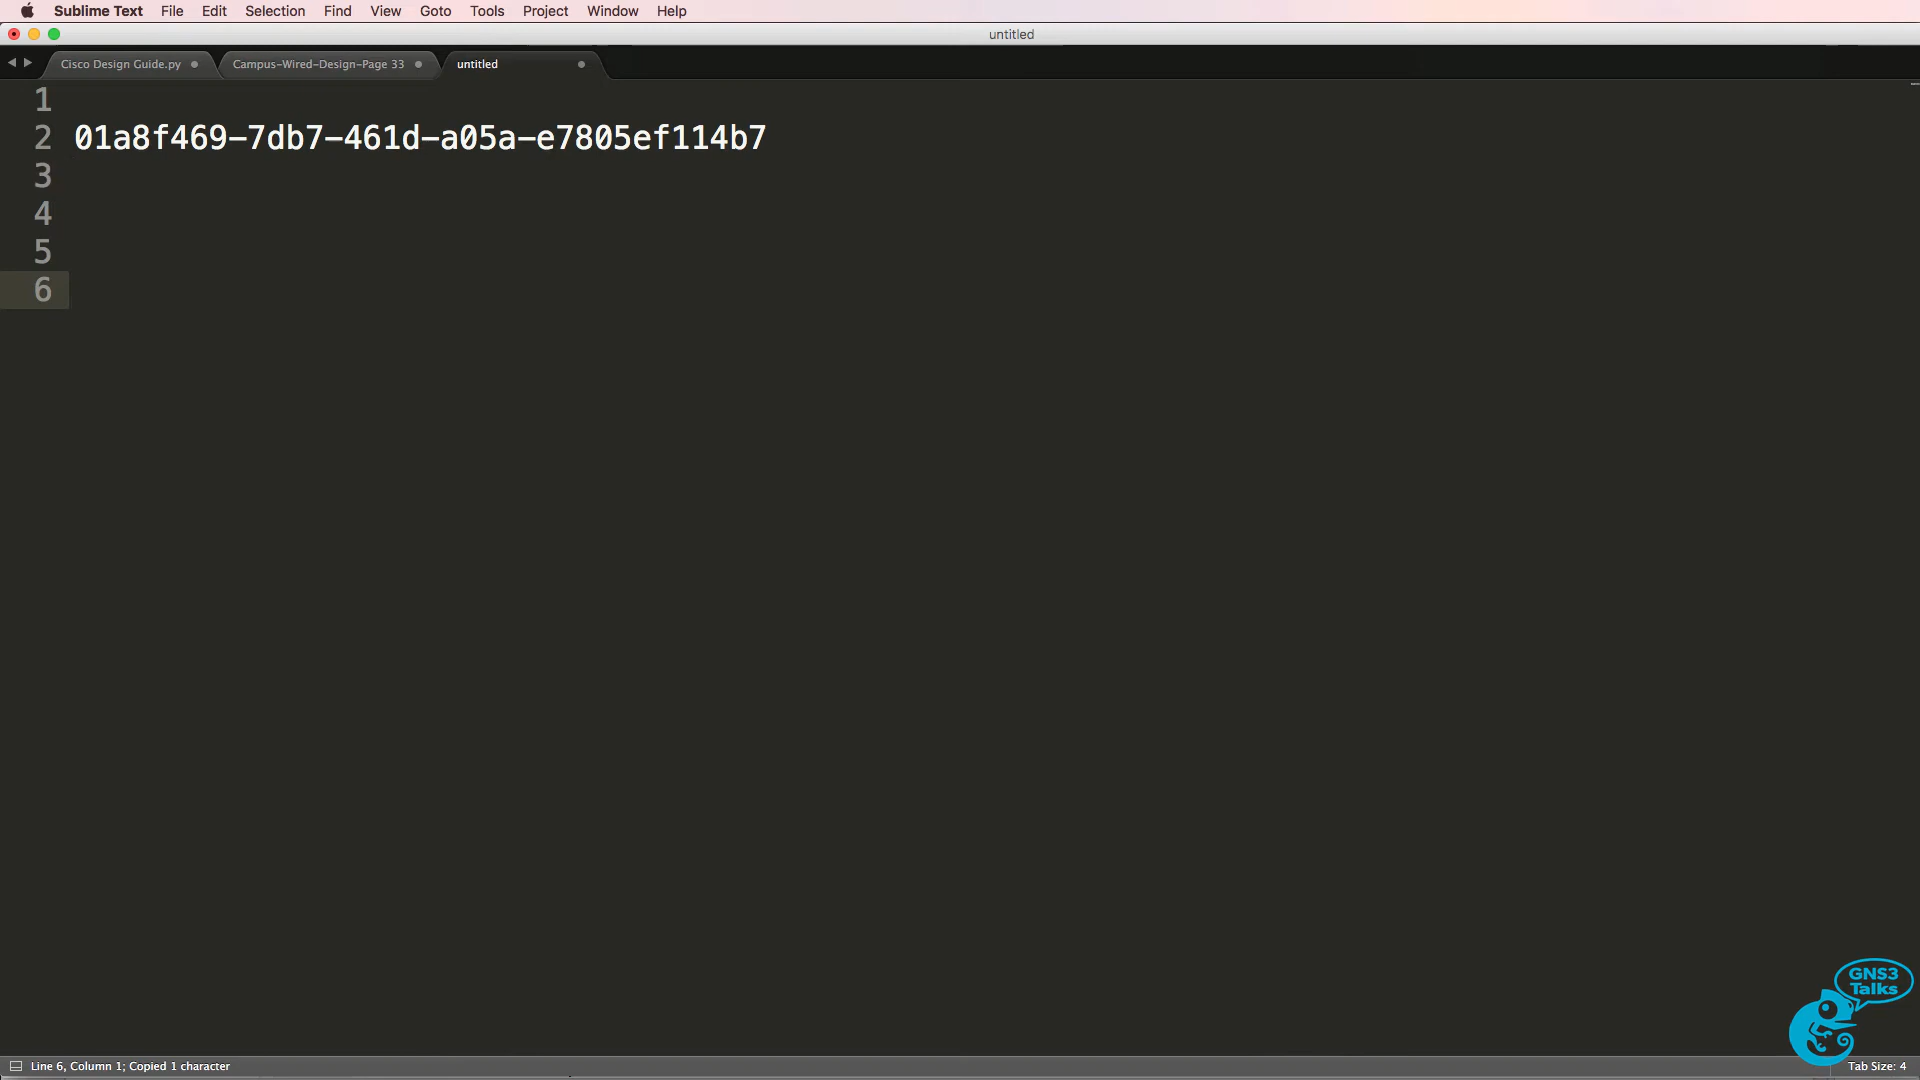 Sublime Text File Edit Selection Find View Goto Tools Project Window Help
untitled
Cisco Design Guide.py Campus-Wired-Design-Page 33 untitled
1
2 01a8f469-7db7-461d-a05a-e7805ef114b7
3
4
5
6
GNS3
Talks
Line 6, Column 1; Copied 1 character Tab Size: 4